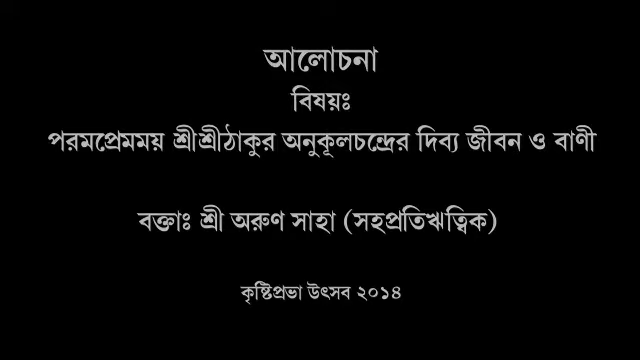 আলোচনা
বিষয়ঃ
পরমপ্রেমময় শ্রীশ্রীঠাকুর অনুকূলচন্দ্রের দিব্য জীবন ও বাণী
বক্তাঃ শ্রী অরুণ সাহা (সহপ্রতিঋত্বিক)
কৃষ্টিপ্রভা উৎসব ২০১৪